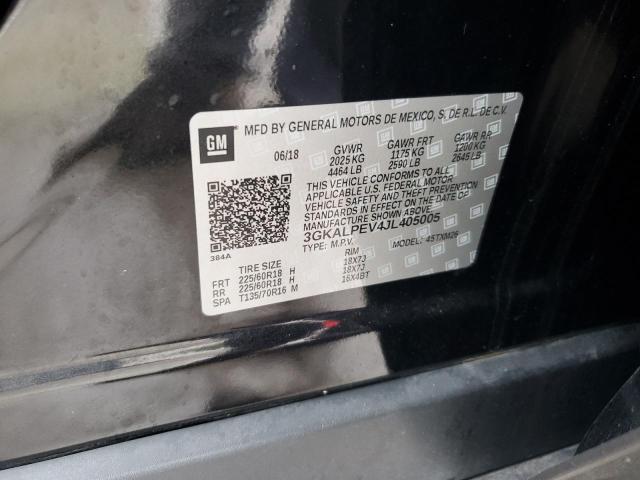 GM
MFD BY GENERAL MOTORS DE MEXICO, S. DE R.L. DE C.V.
06/18 GVWR GAWR FRT GAWR RR
2025 KG 1175 KG 1200 KG
4464 LB 2590 LB 2645 LB
THIS VEHICLE CONFORMS TO ALL
APPLICABLE U.S. FEDERAL MOTOR
VEHICLE SAFETY AND THEFT PREVENTION
STANDARDS IN EFFECT ON THE DATE OF
MANUFACTURE SHOWN ABOVE.
3GKALPEV4JL405005
TYPE: M.P.V. MODEL: 4STXM26
384A
TIRE SIZE RIM
FRT 225/60R18 H 18X7J
RR 225/60R18 H 18X7J
SPA T135/70R16 M 16X4BT